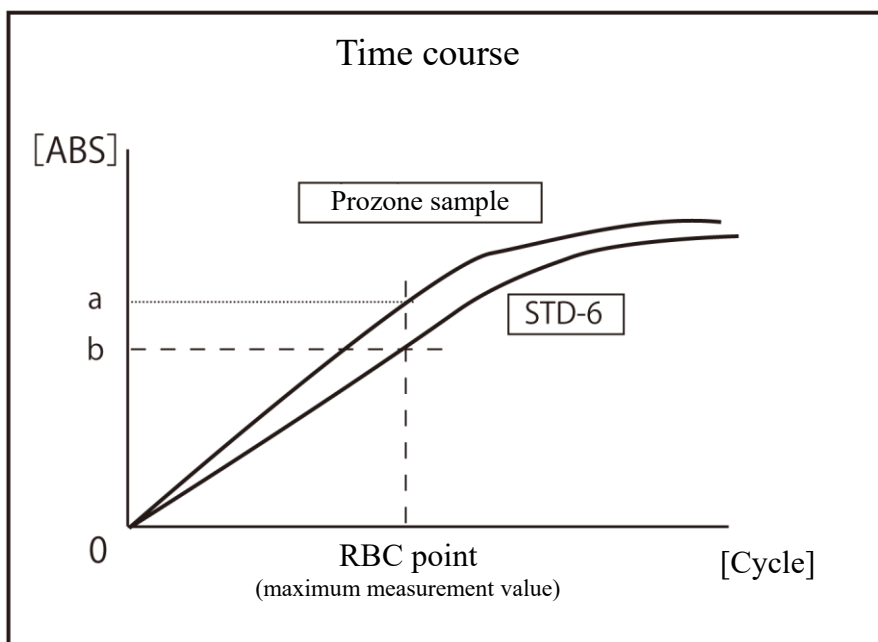 Time course
[ABS]
Prozone sample
a
STD-6
b
0
RBC point
(maximum measurement value)
[Cycle]